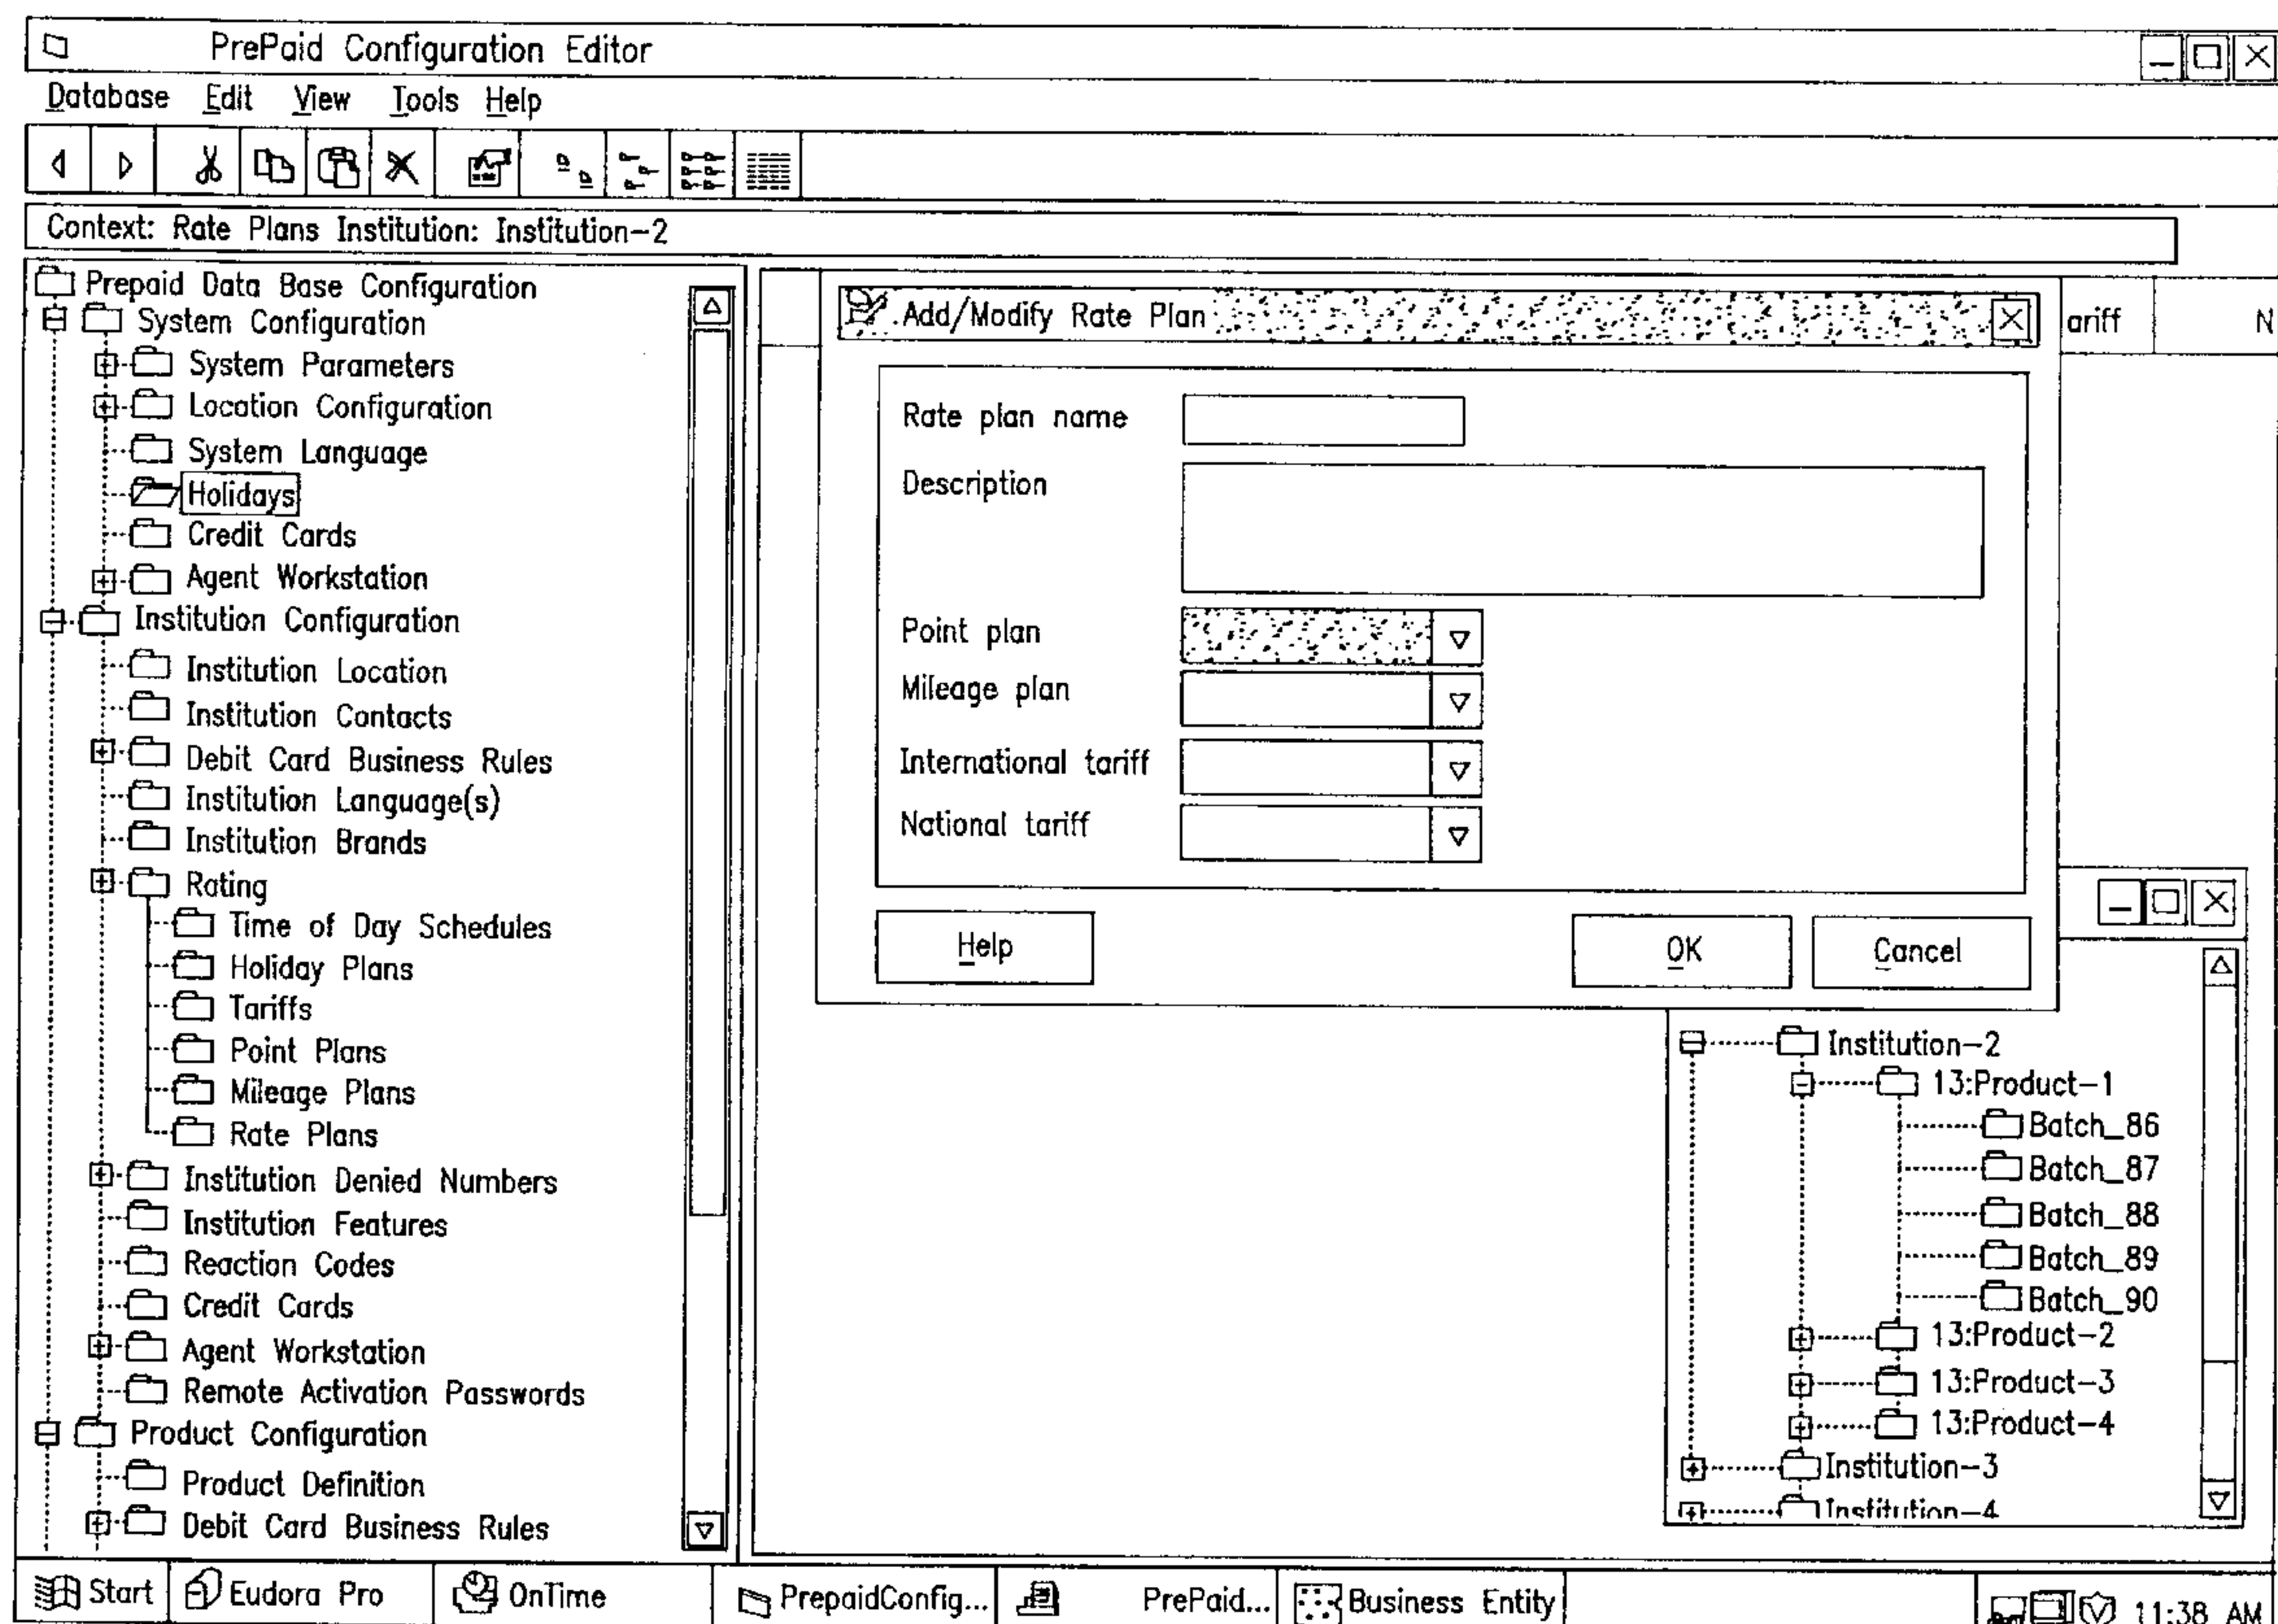 PrePaid Configuration Editor
Database Edit View Tools Help
Context: Rate Plans Institution: Institution-2
Prepaid Data Base Configuration
System Configuration
System Parameters
Location Configuration
System Language
Holidays
Credit Cards
Agent Workstation
Institution Configuration
Institution Location
Institution Contacts
Debit Card Business Rules
Institution Language(s)
Institution Brands
Rating
Time of Day Schedules
Holiday Plans
Tariffs
Point Plans
Mileage Plans
Rate Plans
Institution Denied Numbers
Institution Features
Reaction Codes
Credit Cards
Agent Workstation
Remote Activation Passwords
Product Configuration
Product Definition
Debit Card Business Rules
Add/Modify Rate Plan
ariff N
Rate plan name
Description
Point plan
Mileage plan
International tariff
National tariff
Help OK Cancel
Institution-2
13:Product-1
Batch_86
Batch_87
Batch_88
Batch_89
Batch_90
13:Product-2
13:Product-3
13:Product-4
Institution-3
Institution-4
Start Eudora Pro OnTime PrepaidConfig... PrePaid... Business Entity 11:38 AM